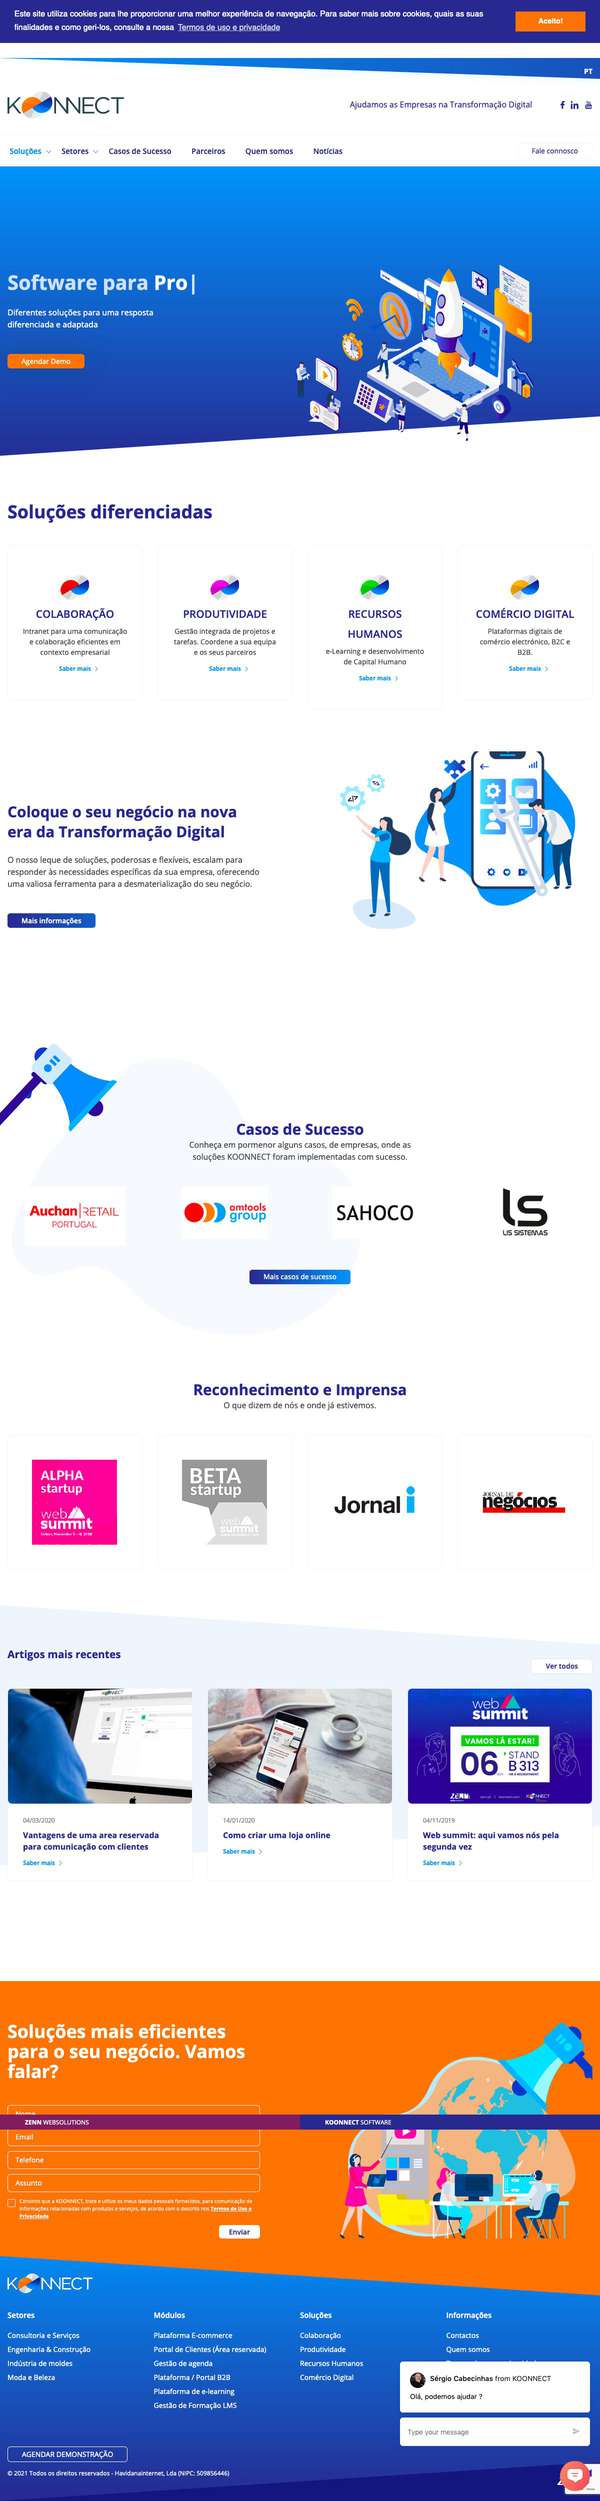 Este site utiliza cookies para lhe proporcionar uma melhor experiência de navegação. Para saber mais sobre cookies, quais as suas
finalidades e como geri-los, consulte a nossa Termos de uso e privacidade
Aceito!
PT
KOONNECT
Ajudamos as Empresas na Transformação Digital
Soluções
Setores
Casos de Sucesso
Parceiros
Quem somos
Notícias
Fale connosco
Software para Pro|
Diferentes soluções para uma resposta
diferenciada e adaptada
Agendar Demo
Soluções diferenciadas
COLABORAÇÃO
Intranet para uma comunicação
e colaboração eficientes em
contexto empresarial
Saber mais
PRODUTIVIDADE
Gestão integrada de projetos e
tarefas. Coordene a sua equipa
e os seus parceiros
Saber mais
RECURSOS
HUMANOS
e-Learning e desenvolvimento
de Capital Humano
Saber mais
COMÉRCIO DIGITAL
Plataformas digitais de
comércio electrónico, B2C e
B2B.
Saber mais
Coloque o seu negócio na nova
era da Transformação Digital
O nosso leque de soluções, poderosas e flexíveis, escalam para
responder às necessidades específicas da sua empresa, oferecendo
uma valiosa ferramenta para a desmaterialização do seu negócio.
Mais informações
Casos de Sucesso
Conheça em pormenor alguns casos, de empresas, onde as
soluções KOONNECT foram implementadas com sucesso.
Auchan | RETAIL
PORTUGAL
amtools
group
SAHOCO
LS
LIS SISTEMAS
Mais casos de sucesso
Reconhecimento e Imprensa
O que dizem de nós e onde já estivemos.
ALPHA
startup
web
summit
BETA
startup
web
summit
Jornal i
JORNAL DE
negócios
Artigos mais recentes
Ver todos
web
summit
VAMOS LÁ ESTAR!
06
STAND
B 313
KOONNECT
04/03/2020
Vantagens de uma area reservada
para comunicação com clientes
Saber mais
14/01/2020
Como criar uma loja online
Saber mais
04/11/2019
Web summit: aqui vamos nós pela
segunda vez
Saber mais
Soluções mais eficientes
para o seu negócio. Vamos
falar?
Nome
ZENN WEBSOLUTIONS
KOONNECT SOFTWARE
Email
Telefone
Assunto
Consinto que a KOONNECT, trate e utilize os meus dados pessoais fornecidos, para comunicação de
informações relacionadas com produtos e serviços, de acordo com o descrito nos Termos de Uso e
Privacidade
Enviar
KOONNECT
Setores
Consultoria e Serviços
Engenharia & Construção
Indústria de moldes
Moda e Beleza
Módulos
Plataforma E-commerce
Portal de Clientes (Área reservada)
Gestão de agenda
Plataforma / Portal B2B
Plataforma de e-learning
Gestão de Formação LMS
Soluções
Colaboração
Produtividade
Recursos Humanos
Comércio Digital
Informações
Contactos
Quem somos
Sérgio Cabecinhas from KOONNECT
Olá, podemos ajudar ?
Type your message
AGENDAR DEMONSTRAÇÃO
© 2021 Todos os direitos reservados - Havidanainternet, Lda (NIPC: 509856446)